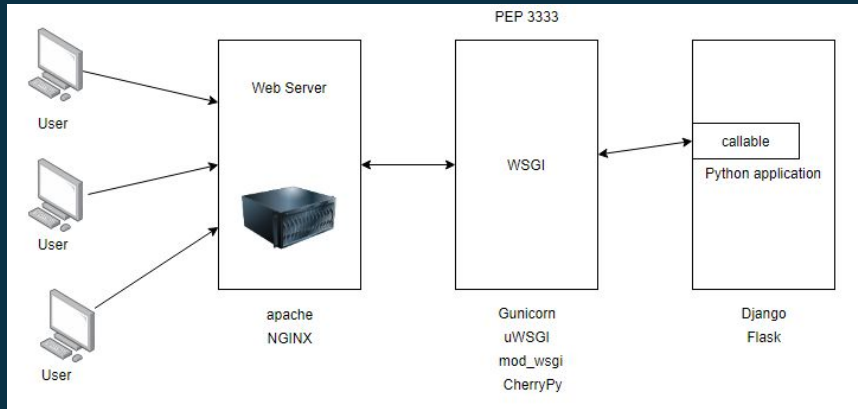 PEP 3333
Web Server
WSGI
callable
Python application
User
User
User
apache
NGINX
Gunicorn
uWSGI
mod_wsgi
CherryPy
Django
Flask